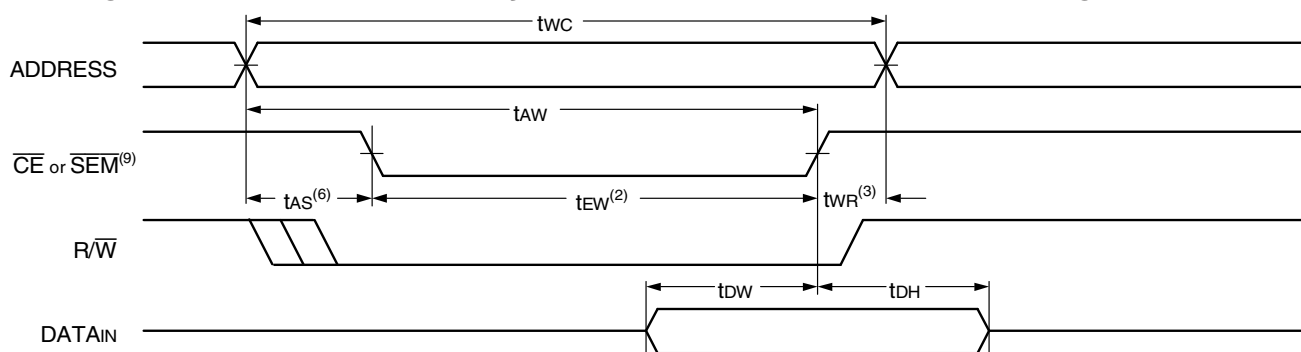 tWC
ADDRESS
tAW
CE or SEM(9)
tAS(6) tEW(2) tWR(3)
R/W
tDW tDH
DATAIN